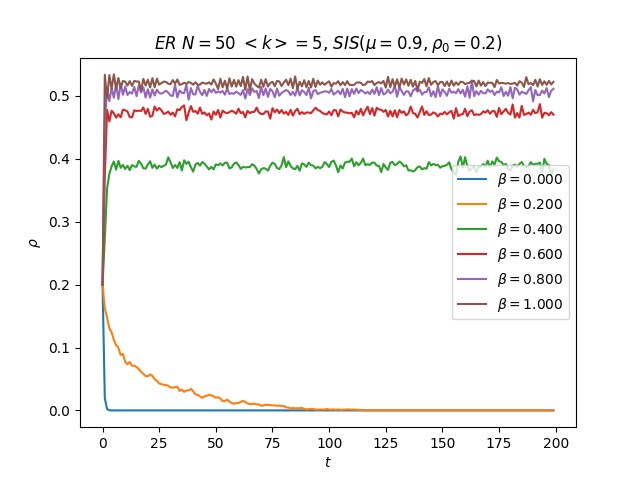 ER N = 50 < k > = 5, SIS(μ = 0.9, ρ₀ = 0.2)
ρ
0.5
0.4
0.3
0.2
0.1
0.0
β = 0.000
β = 0.200
β = 0.400
β = 0.600
β = 0.800
β = 1.000
0 25 50 75 100 125 150 175 200
t